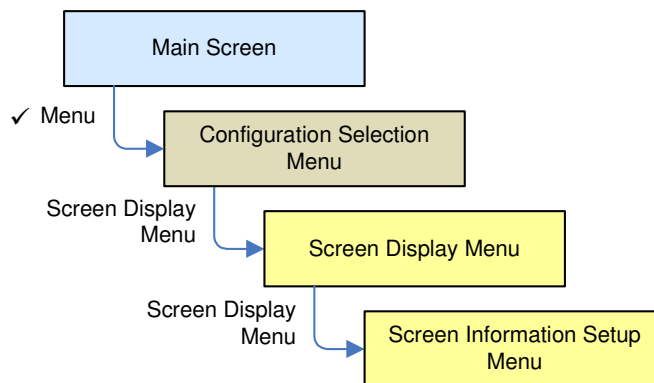 Main Screen
✓ Menu
Configuration Selection
Menu
Screen Display
Menu
Screen Display Menu
Screen Display
Menu
Screen Information Setup
Menu